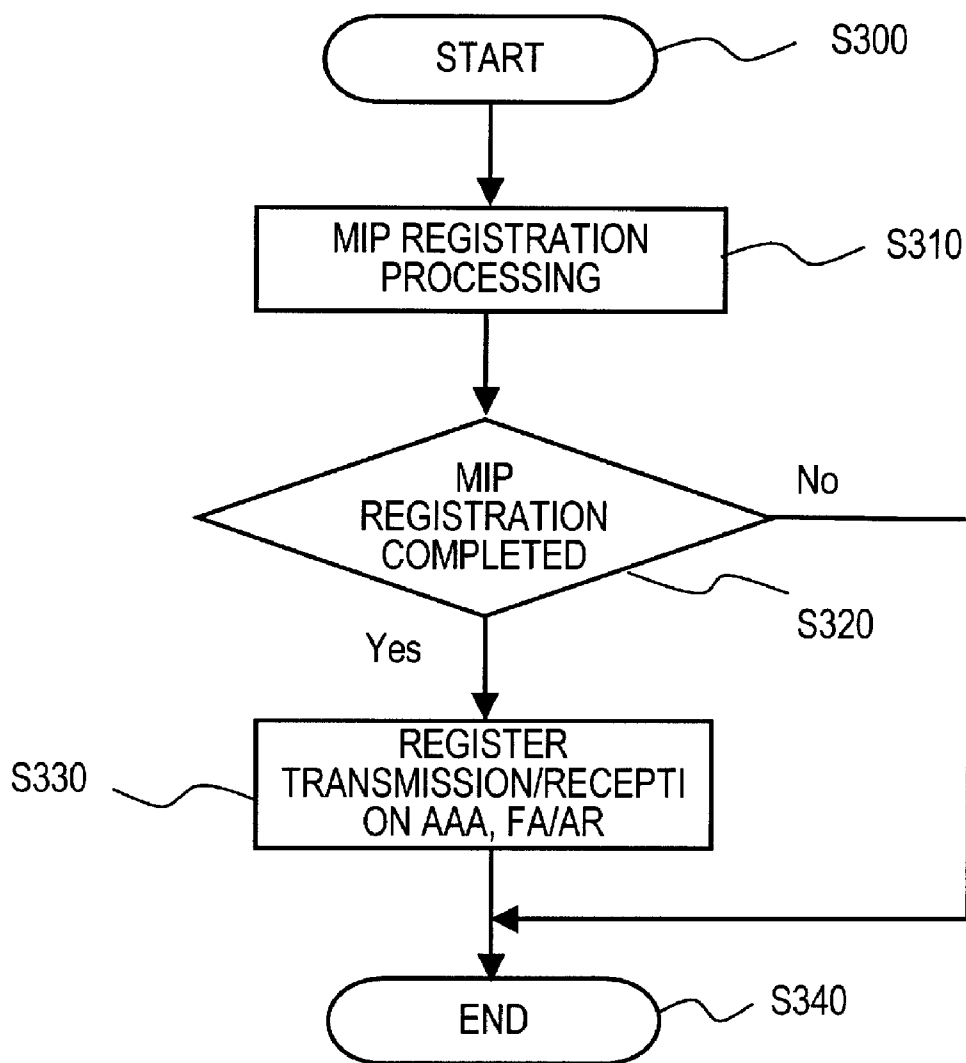 START
S300
MIP REGISTRATION
PROCESSING
S310
MIP
REGISTRATION
COMPLETED
No
S320
Yes
REGISTER
TRANSMISSION/RECEPTI
ON AAA, FA/AR
S330
END
S340